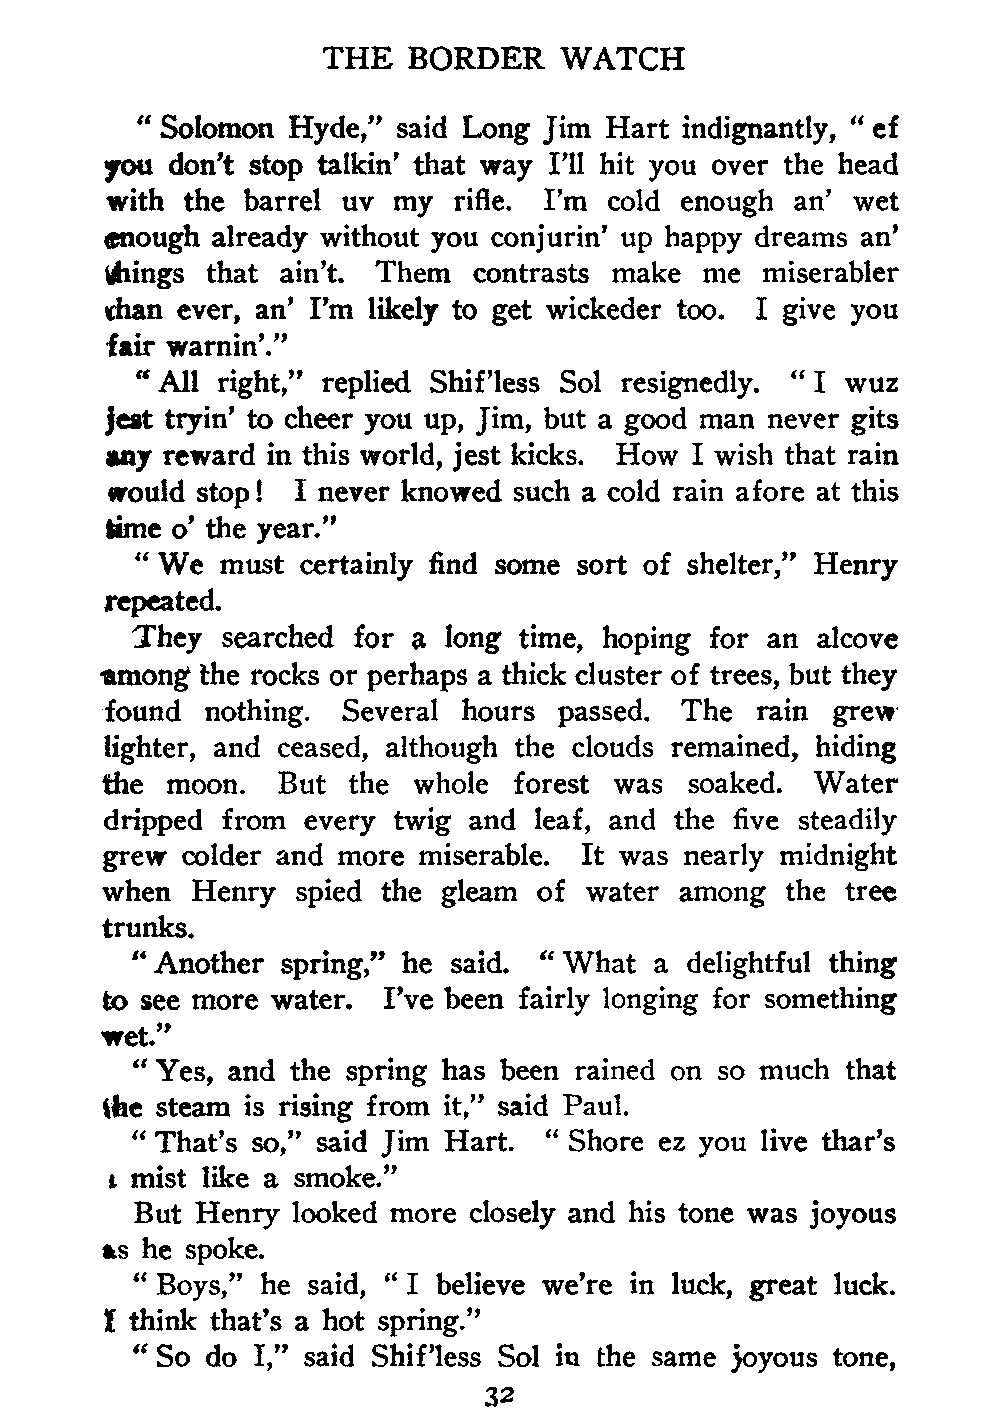 THE BORDER WATCH
“ Solomon Hyde,” said Long Jim Hart indignantly, “ ef
you don’t stop talkin’ that way I’ll hit you over the head
with the barrel uv my rifle. I’m cold enough an’ wet
enough already without you conjurin’ up happy dreams an’
things that ain’t. Them contrasts make me miserabler
than ever, an’ I’m likely to get wickeder too. I give you
fair warnin’.”
“ All right,” replied Shif’less Sol resignedly. “ I wuz
jest tryin’ to cheer you up, Jim, but a good man never gits
any reward in this world, jest kicks. How I wish that rain
would stop! I never knowed such a cold rain afore at this
time o’ the year.”
“ We must certainly find some sort of shelter,” Henry
repeated.
They searched for a long time, hoping for an alcove
among the rocks or perhaps a thick cluster of trees, but they
found nothing. Several hours passed. The rain grew
lighter, and ceased, although the clouds remained, hiding
the moon. But the whole forest was soaked. Water
dripped from every twig and leaf, and the five steadily
grew colder and more miserable. It was nearly midnight
when Henry spied the gleam of water among the tree
trunks.
“ Another spring,” he said. “ What a delightful thing
to see more water. I’ve been fairly longing for something
wet.”
“ Yes, and the spring has been rained on so much that
the steam is rising from it,” said Paul.
“ That’s so,” said Jim Hart. “ Shore ez you live thar’s
a mist like a smoke.”
But Henry looked more closely and his tone was joyous
as he spoke.
“ Boys,” he said, “ I believe we’re in luck, great luck.
I think that’s a hot spring.”
“ So do I,” said Shif’less Sol in the same joyous tone,
32